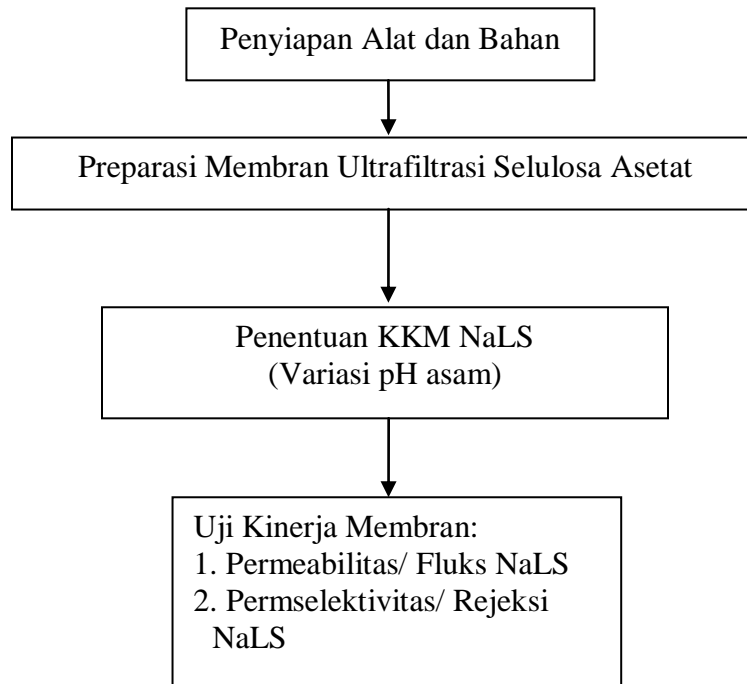 Penyiapan Alat dan Bahan
Preparasi Membran Ultrafiltrasi Selulosa Asetat
Penentuan KKM NaLS
(Variasi pH asam)
Uji Kinerja Membran:
1. Permeabilitas/ Fluks NaLS
2. Permselektivitas/ Rejeksi
NaLS